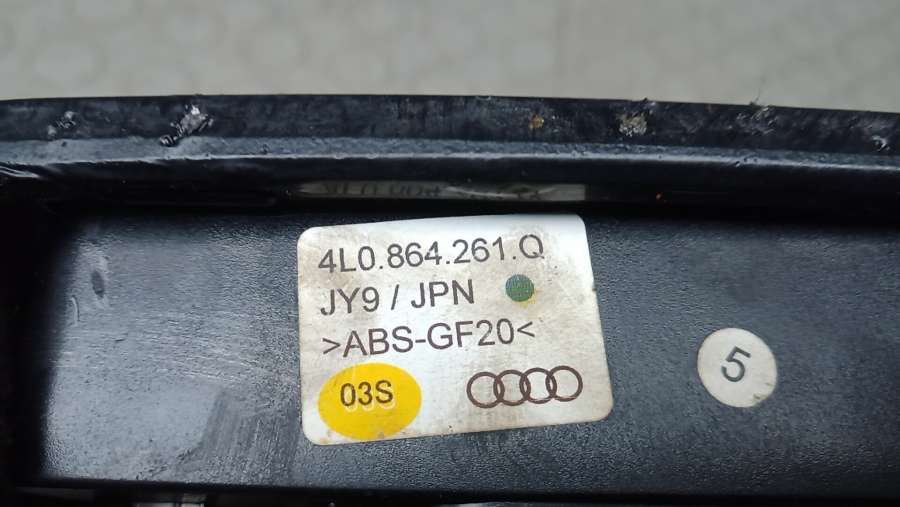 4L0.864.261.Q
JY9 / JPN
>ABS-GF20<
03S
5